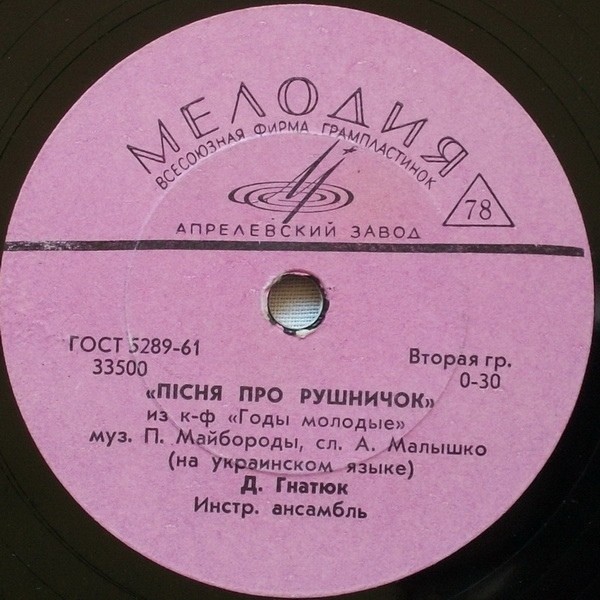 МЕЛОДИЯ
ВСЕСОЮЗНАЯ ФИРМА ГРАМПЛАСТИНОК
78
АПРЕЛЕВСКИЙ ЗАВОД
ГОСТ 5289-61
33500
Вторая гр.
0-30
«ПІСНЯ ПРО РУШНИЧОК»
из к-ф «Годы молодые»
муз. П. Майбороды, сл. А. Малышко
(на украинском языке)
Д. Гнатюк
Инстр. ансамбль